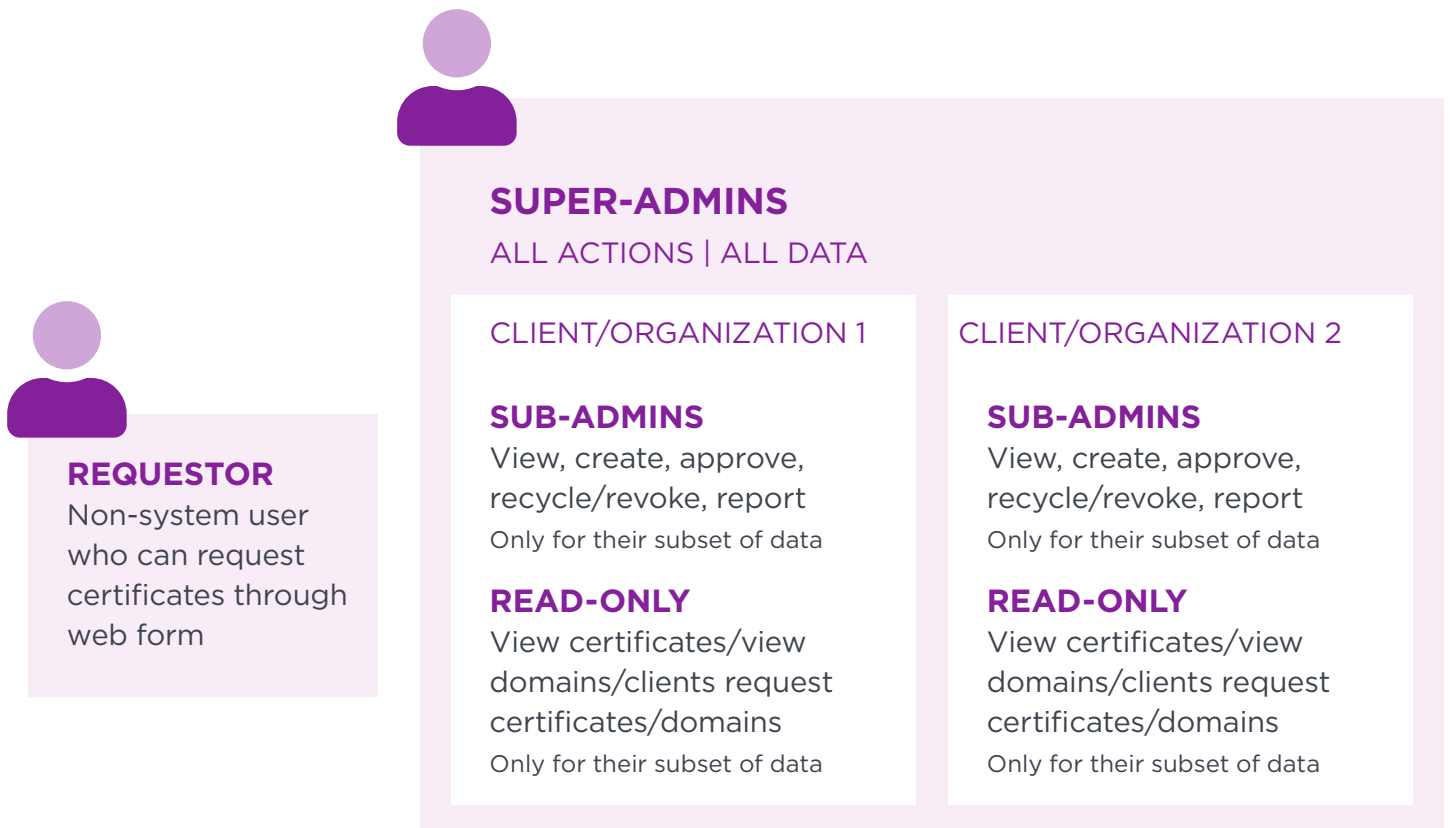 SUPER-ADMINS
ALL ACTIONS | ALL DATA
REQUESTOR
Non-system user
who can request
certificates through
web form
CLIENT/ORGANIZATION 1
SUB-ADMINS
View, create, approve,
recycle/revoke, report
Only for their subset of data
READ-ONLY
View certificates/view
domains/clients request
certificates/domains
Only for their subset of data
CLIENT/ORGANIZATION 2
SUB-ADMINS
View, create, approve,
recycle/revoke, report
Only for their subset of data
READ-ONLY
View certificates/view
domains/clients request
certificates/domains
Only for their subset of data